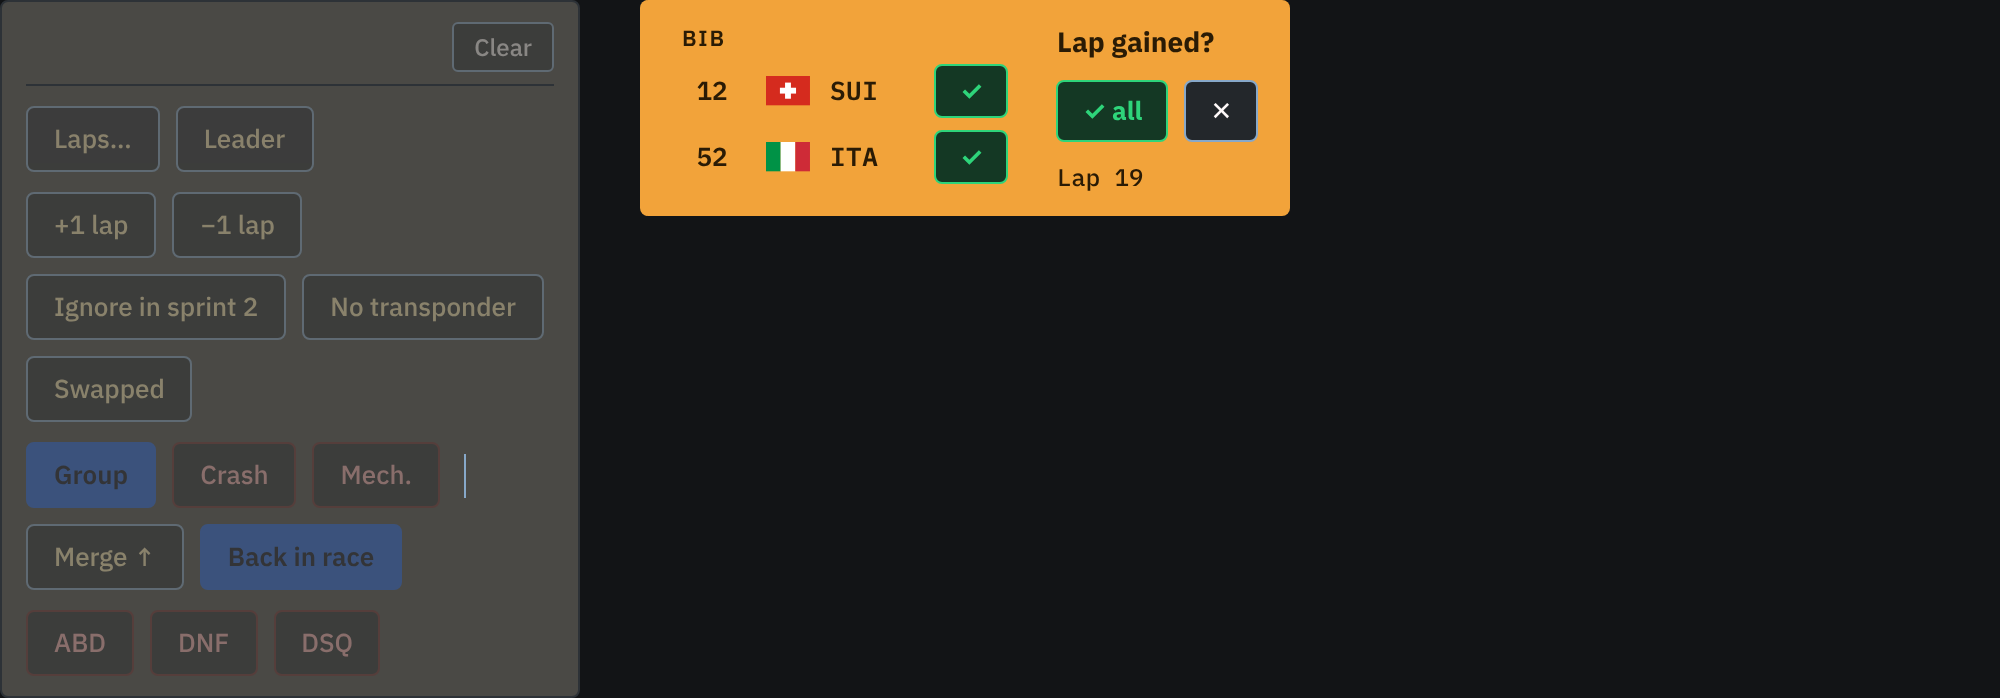 Clear
Laps... Leader
+1 lap −1 lap
Ignore in sprint 2 No transponder
Swapped
Group Crash Mech.
Merge ↑ Back in race
ABD DNF DSQ
BIB
12 SUI ✓
52 ITA ✓
Lap gained?
✓ all ✕
Lap 19